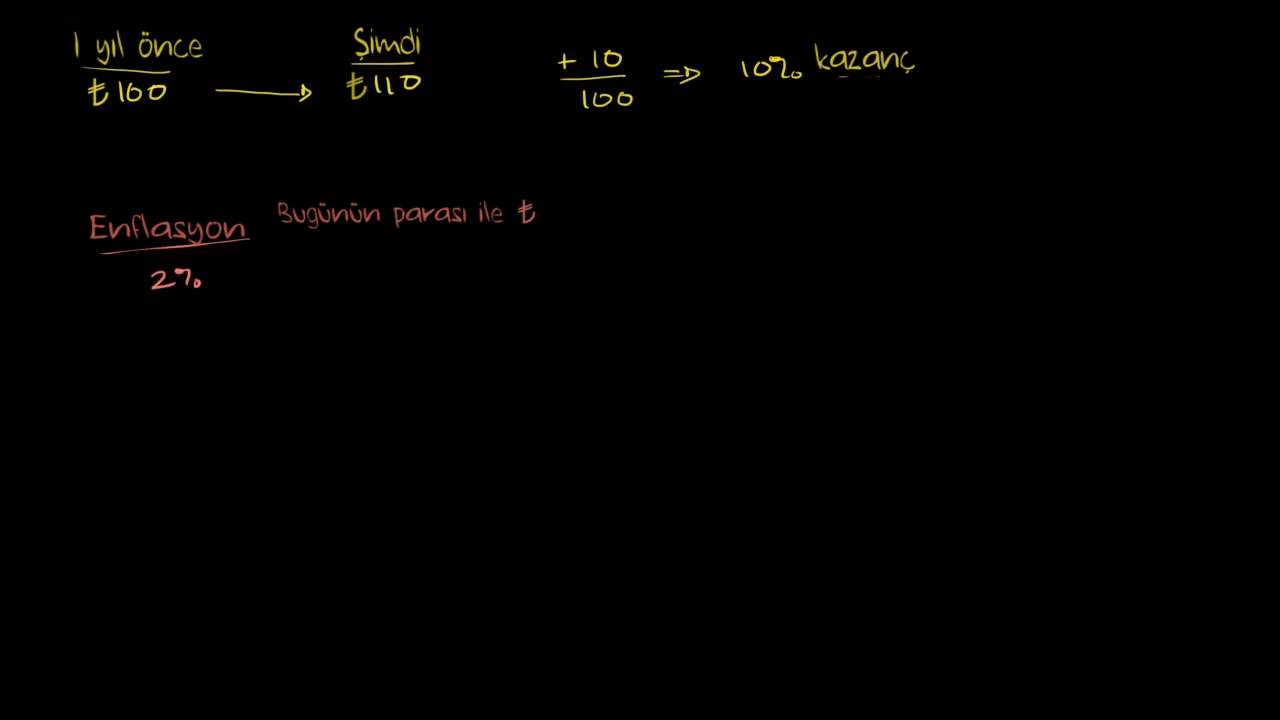 1 yıl önce
₺100
Şimdi
₺110
+ 10
100
⇒ 10% kazanç
Enflasyon
2%
Bugünün parası ile ₺